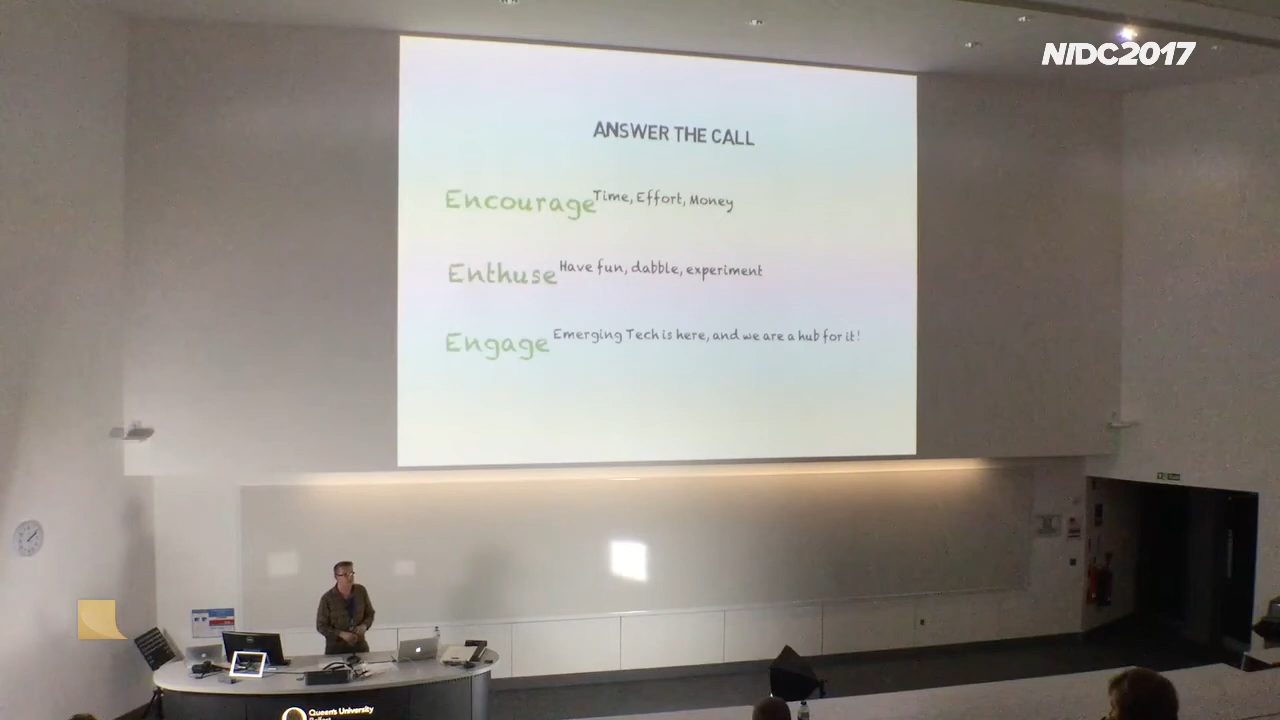 NIDC2017
ANSWER THE CALL
Encourage Time, Effort, Money
Enthuse Have fun, dabble, experiment
Engage Emerging Tech is here, and we are a hub for it!
Queen's University
Belfast